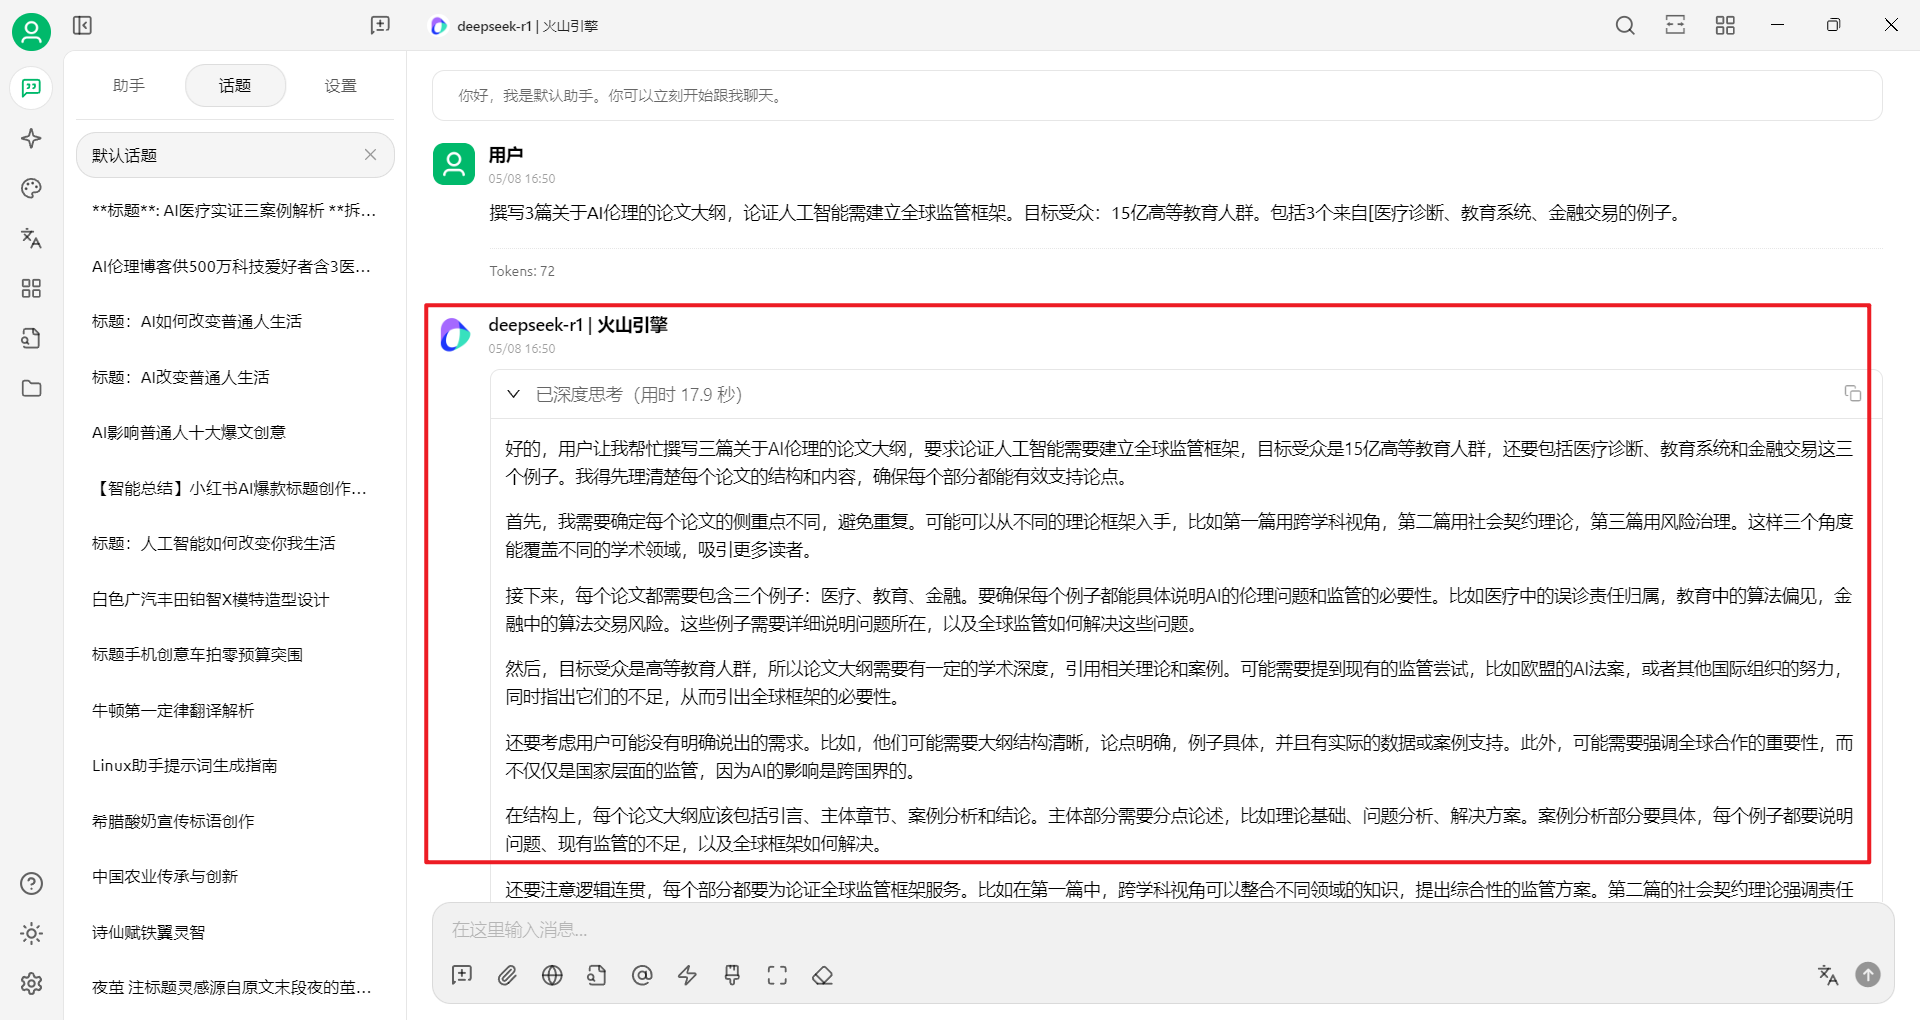 deepseek-r1 | 火山引擎
助手
话题
设置
默认话题
**标题**: AI医疗实证三案例解析 **拆...
AI伦理博客供500万科技爱好者含3医...
标题：AI如何改变普通人生活
标题：AI改变普通人生活
AI影响普通人十大爆文创意
【智能总结】小红书AI爆款标题创作...
标题：人工智能如何改变你我生活
白色广汽丰田铂智X模特造型设计
标题手机创意车拍零预算突围
牛顿第一定律翻译解析
Linux助手提示词生成指南
希腊酸奶宣传标语创作
中国农业传承与创新
诗仙赋铁翼灵智
夜茧 注标题灵感源自原文末段夜的茧...
你好，我是默认助手。你可以立刻开始跟我聊天。
用户
05/08 16:50
撰写3篇关于AI伦理的论文大纲，论证人工智能需建立全球监管框架。目标受众：15亿高等教育人群。包括3个来自[医疗诊断、教育系统、金融交易的例子。
Tokens: 72
deepseek-r1 | 火山引擎
05/08 16:50
已深度思考（用时 17.9 秒）
好的，用户让我帮忙撰写三篇关于AI伦理的论文大纲，要求论证人工智能需要建立全球监管框架，目标受众是15亿高等教育人群，还要包括医疗诊断、教育系统和金融交易这三
个例子。我得先理清楚每个论文的结构和内容，确保每个部分都能有效支持论点。
首先，我需要确定每个论文的侧重点不同，避免重复。可能可以从不同的理论框架入手，比如第一篇用跨学科视角，第二篇用社会契约理论，第三篇用风险治理。这样三个角度
能覆盖不同的学术领域，吸引更多读者。
接下来，每个论文都需要包含三个例子：医疗、教育、金融。要确保每个例子都能具体说明AI的伦理问题和监管的必要性。比如医疗中的误诊责任归属，教育中的算法偏见，金
融中的算法交易风险。这些例子需要详细说明问题所在，以及全球监管如何解决这些问题。
然后，目标受众是高等教育人群，所以论文大纲需要有一定的学术深度，引用相关理论和案例。可能需要提到现有的监管尝试，比如欧盟的AI法案，或者其他国际组织的努力，
同时指出它们的不足，从而引出全球框架的必要性。
还要考虑用户可能没有明确说出的需求。比如，他们可能需要大纲结构清晰，论点明确，例子具体，并且有实际的数据或案例支持。此外，可能需要强调全球合作的重要性，而
不仅仅是国家层面的监管，因为AI的影响是跨国界的。
在结构上，每个论文大纲应该包括引言、主体章节、案例分析和结论。主体部分需要分点论述，比如理论基础、问题分析、解决方案。案例分析部分要具体，每个例子都要说明
问题、现有监管的不足，以及全球框架如何解决。
还要注意逻辑连贯，每个部分都要为论证全球监管框架服务。比如在第一篇中，跨学科视角可以整合不同领域的知识，提出综合性的监管方案。第二篇的社会契约理论强调责任
在这里输入消息...